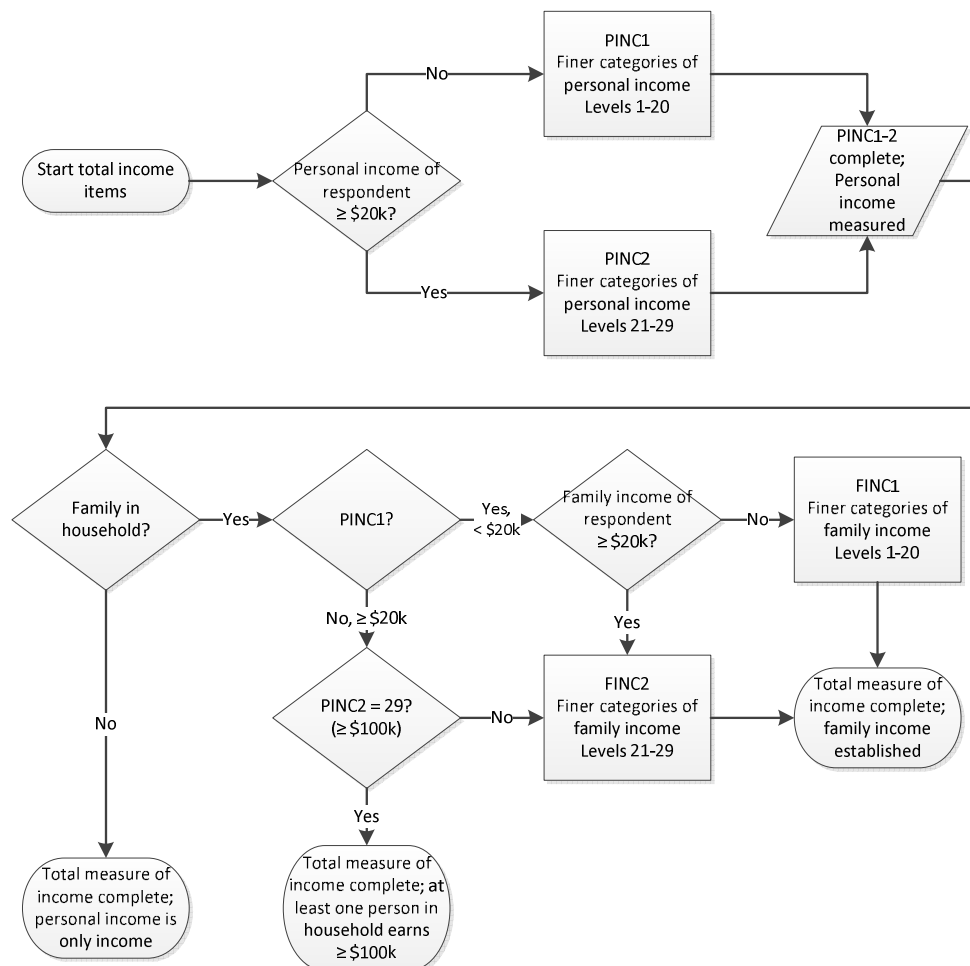 PINC1
Finer categories of
personal income
Levels 1-20
No
Start total income
items
Personal income of
respondent
≥ $20k?
PINC1-2
complete;
Personal
income
measured
Yes
PINC2
Finer categories of
personal income
Levels 21-29
Family in
household?
Yes
PINC1?
Yes,
< $20k
Family income of
respondent
≥ $20k?
No
FINC1
Finer categories of
family income
Levels 1-20
No, ≥ $20k
Yes
No
PINC2 = 29?
(≥ $100k)
No
FINC2
Finer categories of
family income
Levels 21-29
Total measure of
income complete;
family income
established
Yes
Total measure of
income complete;
personal income is
only income
Total measure of
income complete; at
least one person in
household earns
≥ $100k